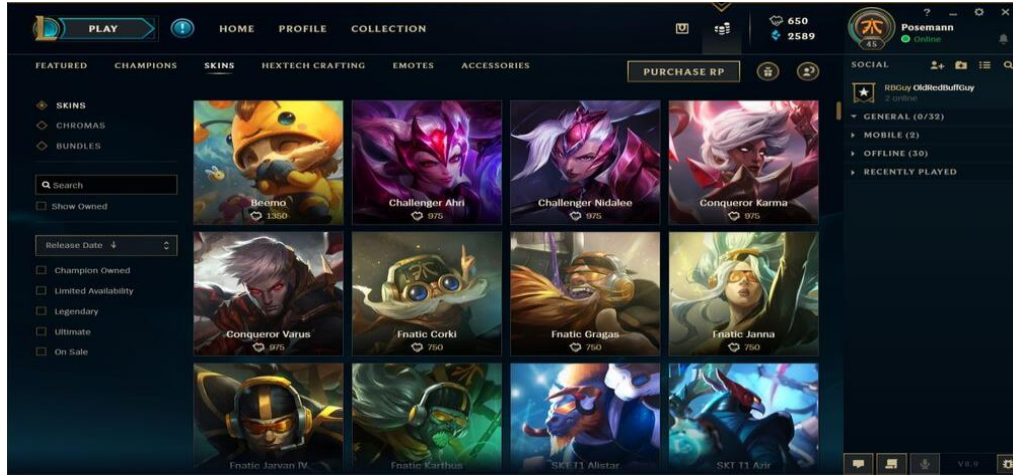 PLAY
HOME PROFILE COLLECTION
650
2589
FEATURED CHAMPIONS SKINS HEXTECH CRAFTING EMOTES ACCESSORIES
PURCHASE RP
SKINS
CHROMAS
BUNDLES
Search
Show Owned
Release Date
Champion Owned
Limited Availability
Legendary
Ultimate
On Sale
Beemo
1350
Challenger Ahri
975
Challenger Nidalee
975
Conqueror Karma
975
Conqueror Varus
975
Fnatic Corki
750
Fnatic Gragas
750
Fnatic Janna
750
Fnatic Jarvan IV
Fnatic Karthus
SKT T1 Alistar
SKT T1 Azir
45
Posemann
Online
SOCIAL
RBGuy OldRedBuffGuy
2 online
GENERAL (0/32)
MOBILE (2)
OFFLINE (30)
RECENTLY PLAYED
V8.9